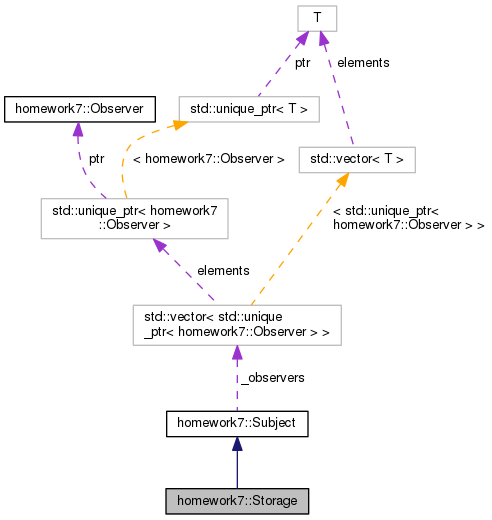 T
ptr
elements
homework7::Observer
std::unique_ptr< T >
ptr
< homework7::Observer >
std::vector< T >
std::unique_ptr< homework7
::Observer >
< std::unique_ptr<
homework7::Observer > >
elements
std::vector< std::unique
_ptr< homework7::Observer > >
_observers
homework7::Subject
homework7::Storage